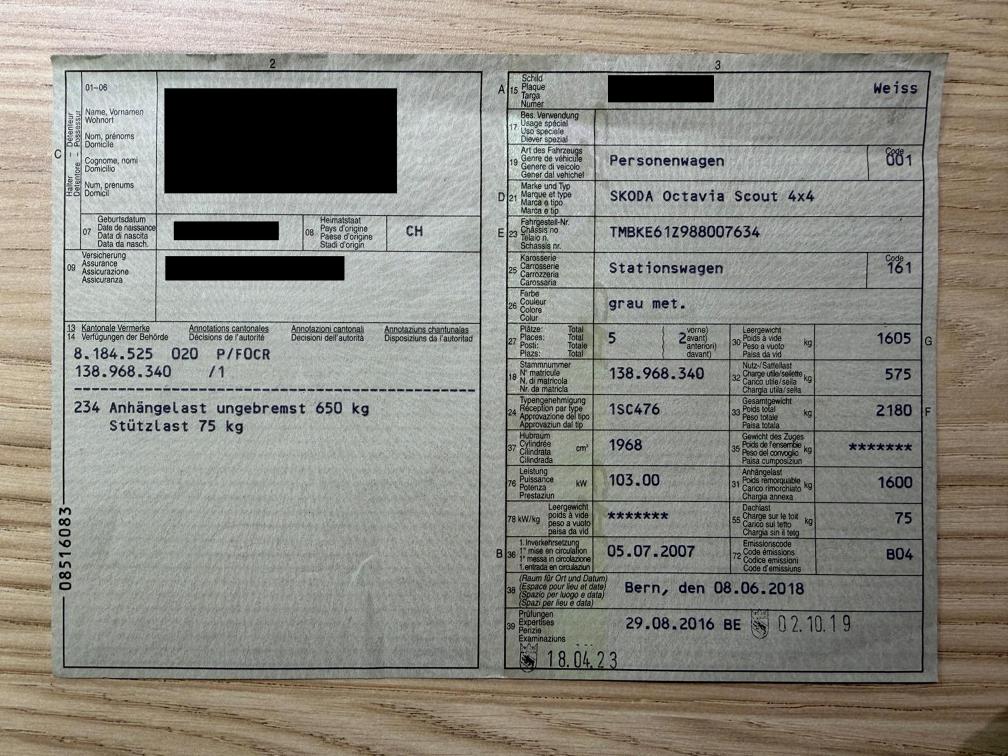 2
01-06
Halter - Détenteur
Detentore - Possessur
C
Name, Vornamen
Wohnort
Nom, prénoms
Domicile
Cognome, nomi
Domicilio
Num, prenums
Domicil
07
Geburtsdatum
Date de naissance
Data di nascita
Data da nasch.
08
Heimatstaat
Pays d'origine
Paese d'origine
Stadi d'origin
CH
09
Versicherung
Assurance
Assicurazione
Assicuranza
13 Kantonale Vermerke Annotations cantonales Annotazioni cantonali Annotaziuns chantunalas
14 Verfügungen der Behörde Décisions de l'autorité Decisioni dell'autorità Disposiziuns da l'autoritad
8.184.525 020 P/FOCR
138.968.340 /1
234 Anhängelast ungebremst 650 kg
Stützlast 75 kg
08516083
3
A 15
Schild
Plaque
Targa
Numer
Weiss
17
Bes. Verwendung
Usage spécial
Uso speciale
Diever spezial
19
Art des Fahrzeugs
Genre de véhicule
Genere di veicolo
Gener dal vehichel
Personenwagen
Code
001
D 21
Marke und Typ
Marque et type
Marca e tipo
Marca e tip
SKODA Octavia Scout 4x4
E 23
Fahrgestell-Nr.
Châssis no
Telaio n.
Schassis nr.
TMBKE61Z988007634
25
Karosserie
Carrosserie
Carrozzeria
Carossaria
Stationswagen
Code
161
26
Farbe
Couleur
Colore
Colur
grau met.
27
Plätze: Total
Places: Total
Posti: Totale
Plazs: Total
5
2
vorne)
avant)
anteriori)
davant)
30
Leergewicht
Poids à vide
Peso a vuoto
Paisa da vid
kg
1605
G
18
Stammnummer
N° matricule
N. di matricola
Nr. da matricla
138.968.340
32
Nutz-/Sattellast
Charge utile/sellette
Carico utile/sella
Chargia utila/sella
kg
575
24
Typengenehmigung
Réception par type
Approvazione del tipo
Approvaziun dal tip
1SC476
33
Gesamtgewicht
Poids total
Peso totale
Paisa totala
kg
2180
F
37
Hubraum
Cylindrée
Cilindrata
Cilindrada
cm³
1968
35
Gewicht des Zuges
Poids de l'ensemble
Peso del convoglio
Paisa cumposiziun
kg
*******
76
Leistung
Puissance
Potenza
Prestaziun
kW
103.00
31
Anhängelast
Poids remorquable
Carico rimorchiato
Chargia annexa
kg
1600
78 kW/kg
Leergewicht
poids à vide
peso a vuoto
paisa da vid
*******
55
Dachlast
Charge sur le toit
Carico sul tetto
Chargia sin il tetg
kg
75
B 36
1. Inverkehrsetzung
1re mise en circulation
1a messa in circolazione
1. entrada en circulaziun
05.07.2007
72
Emissionscode
Code émissions
Codice emissioni
Code d'emissiuns
B04
38
(Raum für Ort und Datum)
(Espace pour lieu et date)
(Spazio per luogo e data)
(Spazi per lieu e data)
Bern, den 08.06.2018
39
Prüfungen
Expertises
Perizie
Examinaziuns
29.08.2016 BE 02.10.19
18.04.23